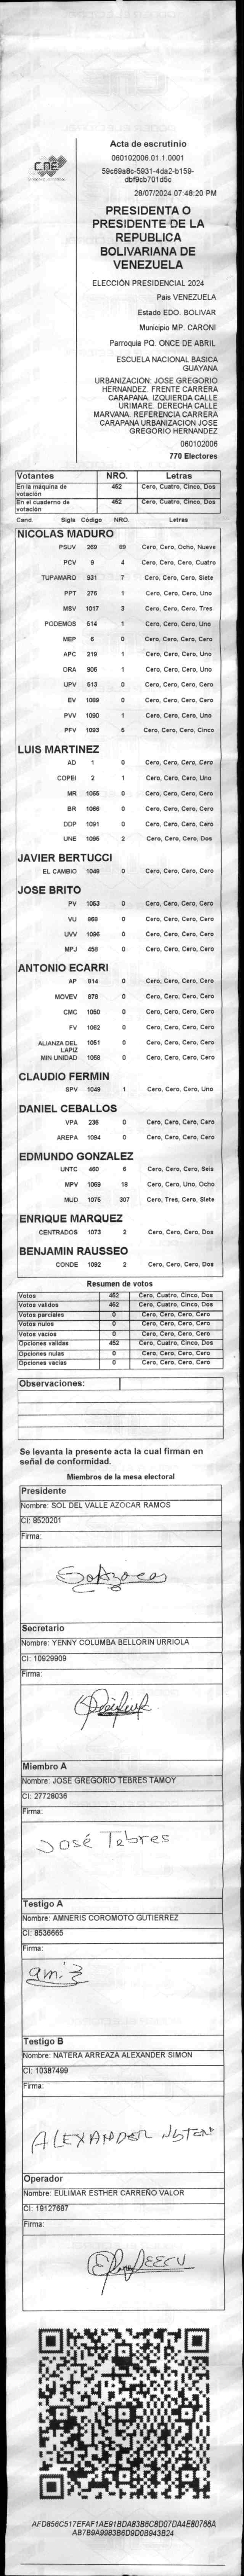 CNE
Acta de escrutinio
060102006.01.1.0001
59c69a8c-5931-4da2-b159-
dbf9cb701d5c
28/07/2024 07:48:20 PM
PRESIDENTA O
PRESIDENTE DE LA
REPUBLICA
BOLIVARIANA DE
VENEZUELA
ELECCIÓN PRESIDENCIAL 2024
País VENEZUELA
Estado EDO. BOLIVAR
Municipio MP. CARONI
Parroquia PQ. ONCE DE ABRIL
ESCUELA NACIONAL BASICA
GUAYANA
URBANIZACION: JOSE GREGORIO
HERNANDEZ. FRENTE CARRERA
CARAPANA. IZQUIERDA CALLE
URIMARE. DERECHA CALLE
MARVANA. REFERENCIA CARRERA
CARAPANA URBANIZACION JOSE
GREGORIO HERNANDEZ
060102006
770 Electores
Votantes NRO. Letras
En la máquina de votación 452 Cero, Cuatro, Cinco, Dos
En el cuaderno de votación 452 Cero, Cuatro, Cinco, Dos
Cand. Sigla Código NRO. Letras
NICOLAS MADURO
PSUV 269 89 Cero, Cero, Ocho, Nueve
PCV 9 4 Cero, Cero, Cero, Cuatro
TUPAMARO 931 7 Cero, Cero, Cero, Siete
PPT 276 1 Cero, Cero, Cero, Uno
MSV 1017 3 Cero, Cero, Cero, Tres
PODEMOS 514 1 Cero, Cero, Cero, Uno
MEP 6 0 Cero, Cero, Cero, Cero
APC 219 1 Cero, Cero, Cero, Uno
ORA 906 1 Cero, Cero, Cero, Uno
UPV 513 0 Cero, Cero, Cero, Cero
EV 1089 0 Cero, Cero, Cero, Cero
PVV 1090 1 Cero, Cero, Cero, Uno
PFV 1093 5 Cero, Cero, Cero, Cinco
LUIS MARTINEZ
AD 1 0 Cero, Cero, Cero, Cero
COPEI 2 1 Cero, Cero, Cero, Uno
MR 1065 0 Cero, Cero, Cero, Cero
BR 1066 0 Cero, Cero, Cero, Cero
DDP 1091 0 Cero, Cero, Cero, Cero
UNE 1095 2 Cero, Cero, Cero, Dos
JAVIER BERTUCCI
EL CAMBIO 1048 0 Cero, Cero, Cero, Cero
JOSE BRITO
PV 1053 0 Cero, Cero, Cero, Cero
VU 868 0 Cero, Cero, Cero, Cero
UVV 1096 0 Cero, Cero, Cero, Cero
MPJ 458 0 Cero, Cero, Cero, Cero
ANTONIO ECARRI
AP 814 0 Cero, Cero, Cero, Cero
MOVEV 878 0 Cero, Cero, Cero, Cero
CMC 1050 0 Cero, Cero, Cero, Cero
FV 1062 0 Cero, Cero, Cero, Cero
ALIANZA DEL LAPIZ 1051 0 Cero, Cero, Cero, Cero
MIN UNIDAD 1068 0 Cero, Cero, Cero, Cero
CLAUDIO FERMIN
SPV 1049 1 Cero, Cero, Cero, Uno
DANIEL CEBALLOS
VPA 236 0 Cero, Cero, Cero, Cero
AREPA 1094 0 Cero, Cero, Cero, Cero
EDMUNDO GONZALEZ
UNTC 460 6 Cero, Cero, Cero, Seis
MPV 1069 18 Cero, Cero, Uno, Ocho
MUD 1075 307 Cero, Tres, Cero, Siete
ENRIQUE MARQUEZ
CENTRADOS 1073 2 Cero, Cero, Cero, Dos
BENJAMIN RAUSSEO
CONDE 1092 2 Cero, Cero, Cero, Dos
Resumen de votos
Votos 452 Cero, Cuatro, Cinco, Dos
Votos validos 452 Cero, Cuatro, Cinco, Dos
Votos parciales 0 Cero, Cero, Cero, Cero
Votos nulos 0 Cero, Cero, Cero, Cero
Votos vacios 0 Cero, Cero, Cero, Cero
Opciones validas 452 Cero, Cuatro, Cinco, Dos
Opciones nulas 0 Cero, Cero, Cero, Cero
Opciones vacias 0 Cero, Cero, Cero, Cero
Observaciones:
Se levanta la presente acta la cual firman en
señal de conformidad.
Miembros de la mesa electoral
Presidente
Nombre: SOL DEL VALLE AZOCAR RAMOS
CI: 8520201
Firma:
SolAzocar
Secretario
Nombre: YENNY COLUMBA BELLORIN URRIOLA
CI: 10929909
Firma:
Miembro A
Nombre: JOSE GREGORIO TEBRES TAMOY
CI: 27728036
Firma:
José Tebres
Testigo A
Nombre: AMNERIS COROMOTO GUTIERREZ
CI: 8536665
Firma:
Testigo B
Nombre: NATERA ARREAZA ALEXANDER SIMON
CI: 10387499
Firma:
ALEXANDER
Operador
Nombre: EULIMAR ESTHER CARREÑO VALOR
CI: 19127687
Firma:
AFD856C517EFAF1AE91BDA83B6C8D07DA4E80766A
AB7B9A9983B6D9D0B943B24